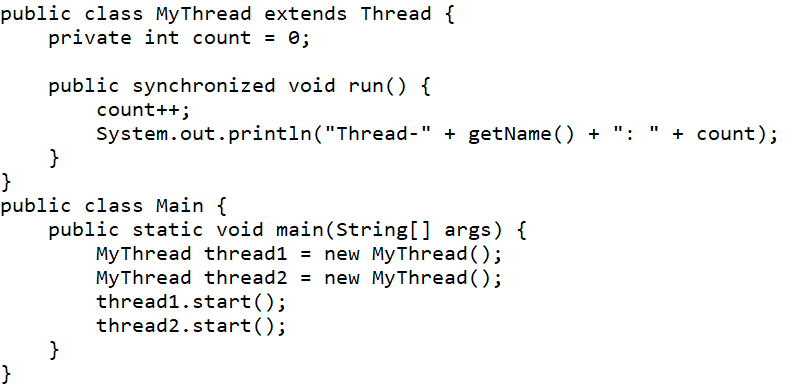 public class MyThread extends Thread {
    private int count = 0;

    public synchronized void run() {
        count++;
        System.out.println("Thread-" + getName() + ": " + count);
    }
}
public class Main {
    public static void main(String[] args) {
        MyThread thread1 = new MyThread();
        MyThread thread2 = new MyThread();
        thread1.start();
        thread2.start();
    }
}